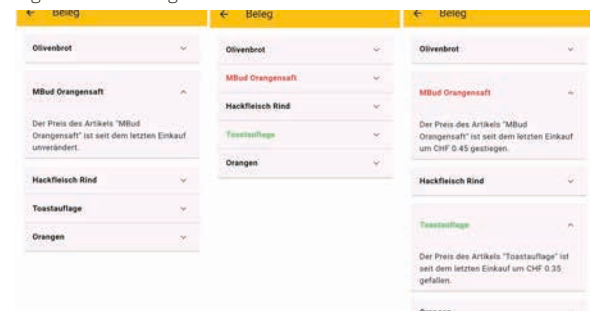 ← Beleg
Olivenbrot
MBud Orangensaft
Der Preis des Artikels "MBud
Orangensaft" ist seit dem letzten Einkauf
unverändert.
Hackfleisch Rind
Toastauflage
Orangen
← Beleg
Olivenbrot
MBud Orangensaft
Hackfleisch Rind
Toastauflage
Orangen
← Beleg
Olivenbrot
MBud Orangensaft
Der Preis des Artikels "MBud
Orangensaft" ist seit dem letzten Einkauf
um CHF 0.45 gestiegen.
Hackfleisch Rind
Toastauflage
Der Preis des Artikels "Toastauflage" ist
seit dem letzten Einkauf um CHF 0.35
gefallen.